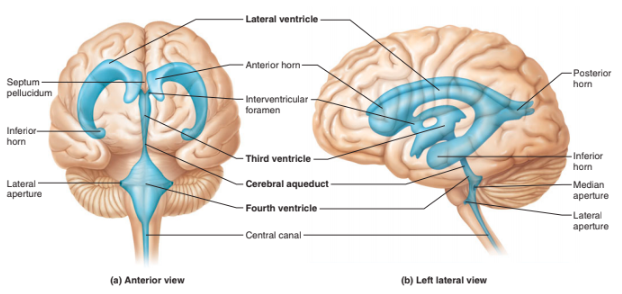 Lateral ventricle
Septum
pellucidum
Anterior horn
Posterior
horn
Interventricular
foramen
Inferior
horn
Third ventricle
Inferior
horn
Lateral
aperture
Cerebral aqueduct
Median
aperture
Fourth ventricle
Lateral
aperture
Central canal
(a) Anterior view
(b) Left lateral view